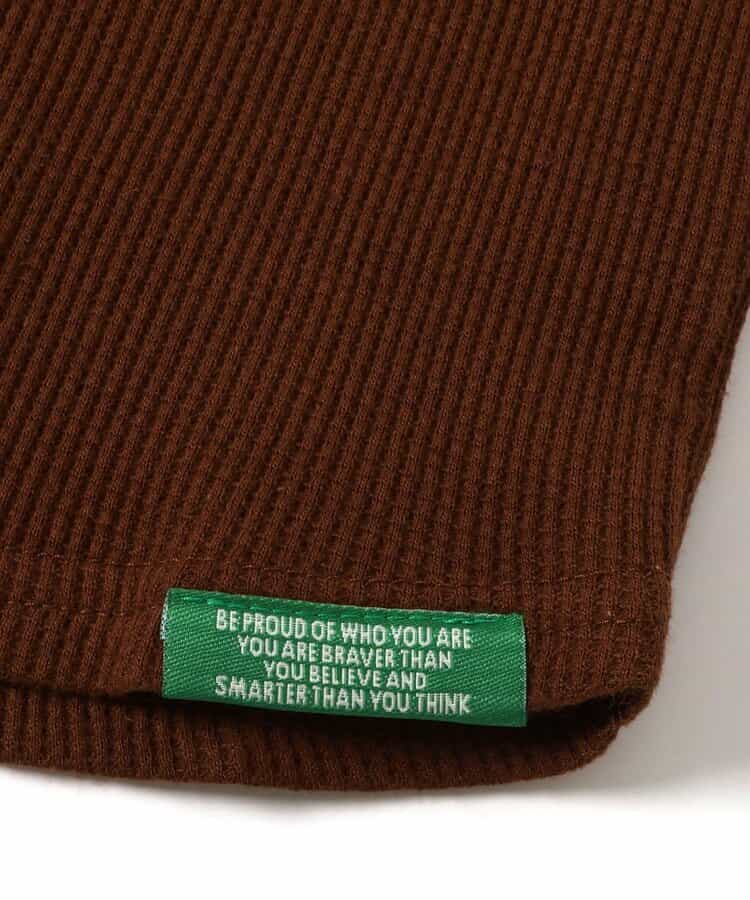 BE PROUD OF WHO YOU ARE
YOU ARE BRAVER THAN
YOU BELIEVE AND
SMARTER THAN YOU THINK